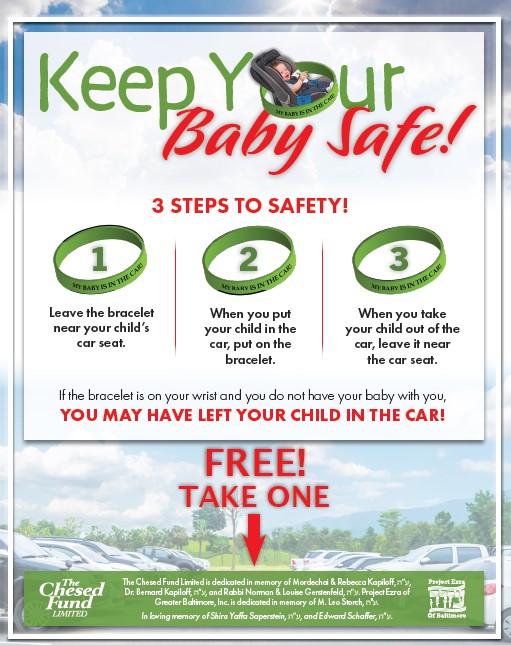 Keep Your
MY BABY IS IN THE CAR!
Baby Safe!
3 STEPS TO SAFETY!
1
MY BABY IS IN THE CAR!
Leave the bracelet
near your child's
car seat.
2
MY BABY IS IN THE CAR!
When you put
your child in the
car, put on the
bracelet.
3
MY BABY IS IN THE CAR!
When you take
your child out of the
car, leave it near
the car seat.
If the bracelet is on your wrist and you do not have your baby with you,
YOU MAY HAVE LEFT YOUR CHILD IN THE CAR!
FREE!
TAKE ONE
The
Chesed
Fund
LIMITED
The Chesed Fund Limited is dedicated in memory of Mordechai & Rebecca Kapiloff, ע"ה,
Dr. Bernard Kapiloff, ע"ה, and Rabbi Norman & Louise Gerstenfeld, ע"ה. Project Ezra of
Greater Baltimore, Inc. is dedicated in memory of M. Leo Storch, ע"ה.
In loving memory of Shira Yaffa Saperstein, ע"ה, and Edward Schaffer, ע"ה.
Project Ezra
Of Baltimore